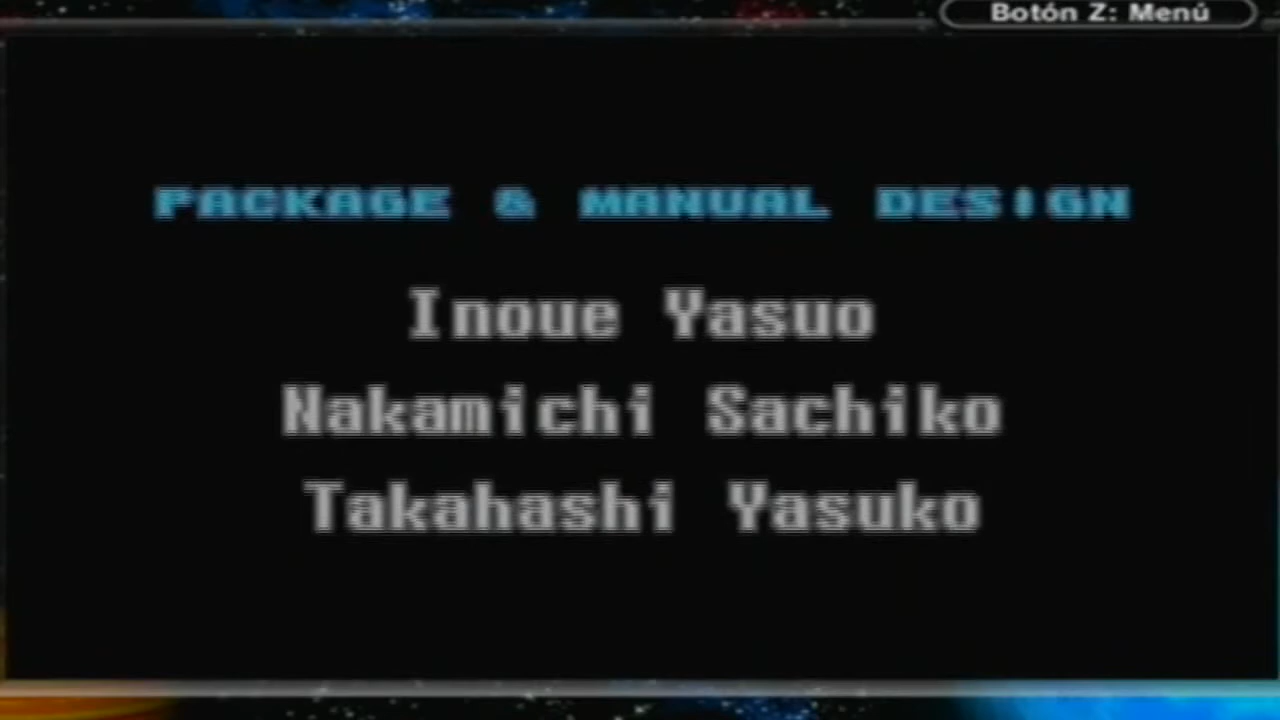 Botón Z: Menú
PACKAGE & MANUAL DESIGN
Inoue Yasuo
Nakamichi Sachiko
Takahashi Yasuko